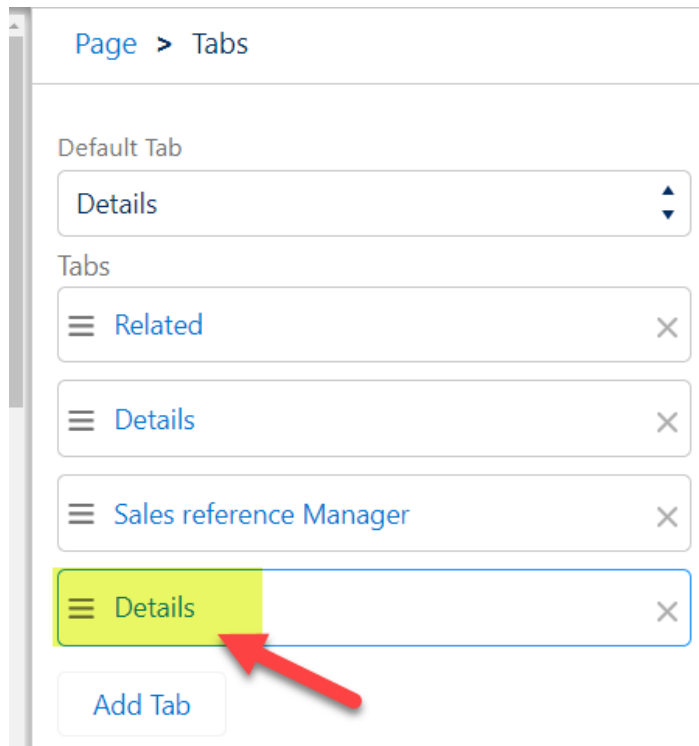 Page > Tabs
Default Tab
Details
Tabs
Related
Details
Sales reference Manager
Details
Add Tab